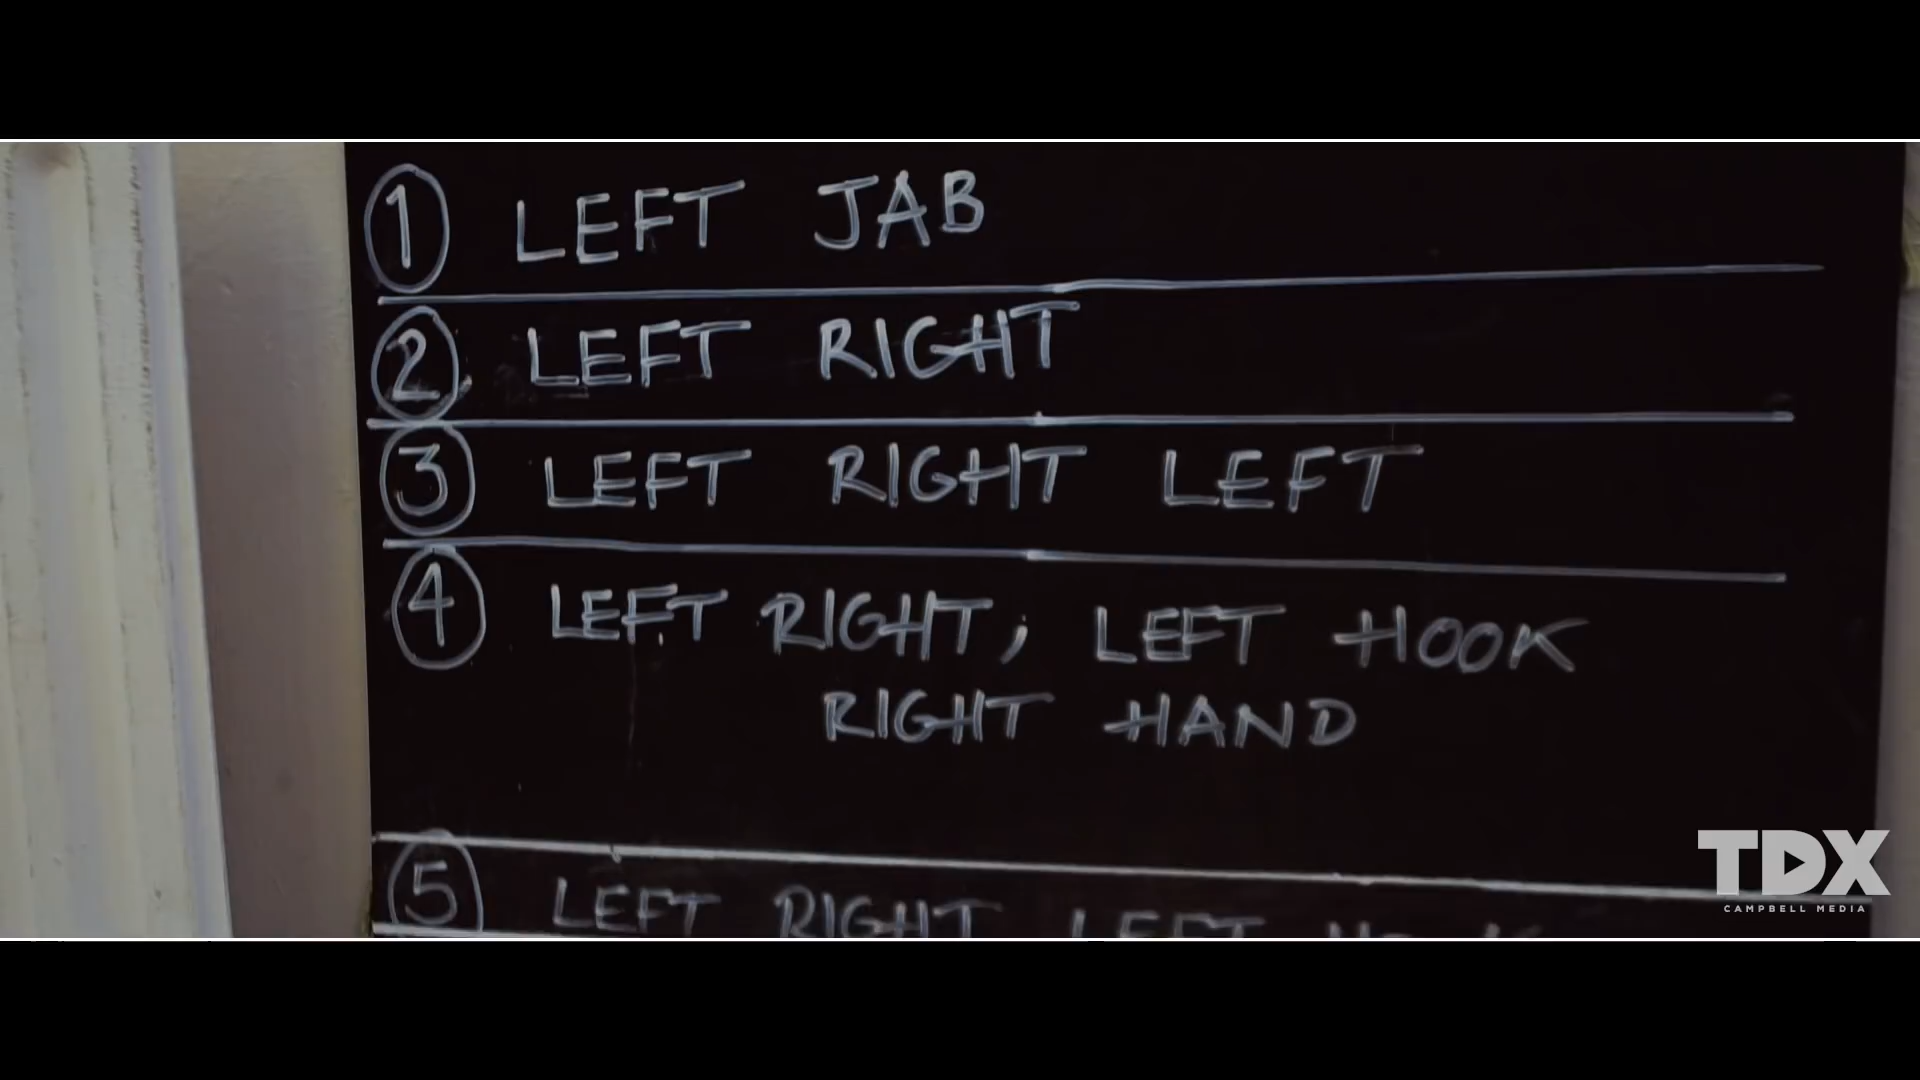 1 LEFT JAB
2 LEFT RIGHT
3 LEFT RIGHT LEFT
4 LEFT RIGHT, LEFT HOOK
RIGHT HAND
5 LEFT RIGHT LEFT
TDX
CAMPBELL MEDIA